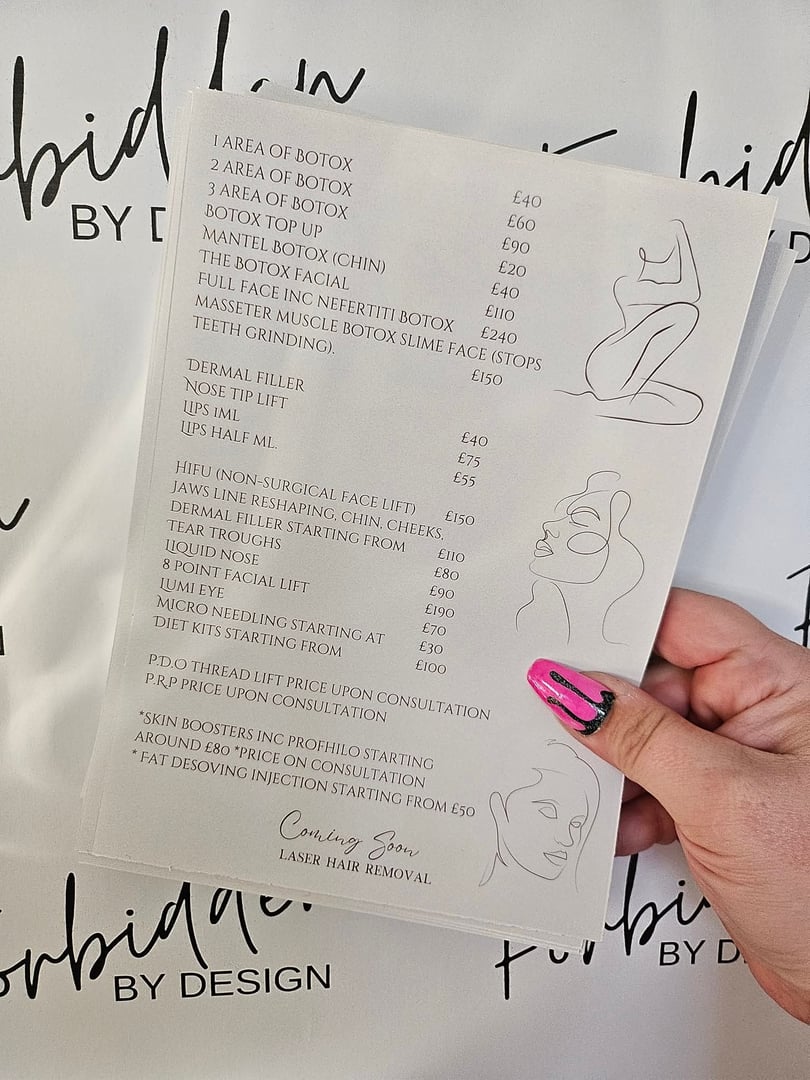 Forbidden
BY D
1 AREA OF BOTOX £40
2 AREA OF BOTOX £60
3 AREA OF BOTOX £90
BOTOX TOP UP £20
MANTEL BOTOX (CHIN) £40
THE BOTOX FACIAL £110
FULL FACE INC NEFERTITI BOTOX £240
MASSETER MUSCLE BOTOX SLIME FACE (STOPS
TEETH GRINDING). £150
DERMAL FILLER
NOSE TIP LIFT £40
LIPS 1ML £75
LIPS HALF ML. £55
HIFU (NON-SURGICAL FACE LIFT) £150
JAWS LINE RESHAPING, CHIN, CHEEKS,
DERMAL FILLER STARTING FROM £110
TEAR TROUGHS £80
LIQUID NOSE £90
8 POINT FACIAL LIFT £190
LUMI EYE £70
MICRO NEEDLING STARTING AT £30
DIET KITS STARTING FROM £100
P.D.O THREAD LIFT PRICE UPON CONSULTATION
P.R.P PRICE UPON CONSULTATION
*SKIN BOOSTERS INC PROFHILO STARTING
AROUND £80 *PRICE ON CONSULTATION
* FAT DESOVING INJECTION STARTING FROM £50
Coming Soon
LASER HAIR REMOVAL
Forbidden
BY DESIGN
Forbi
BY D